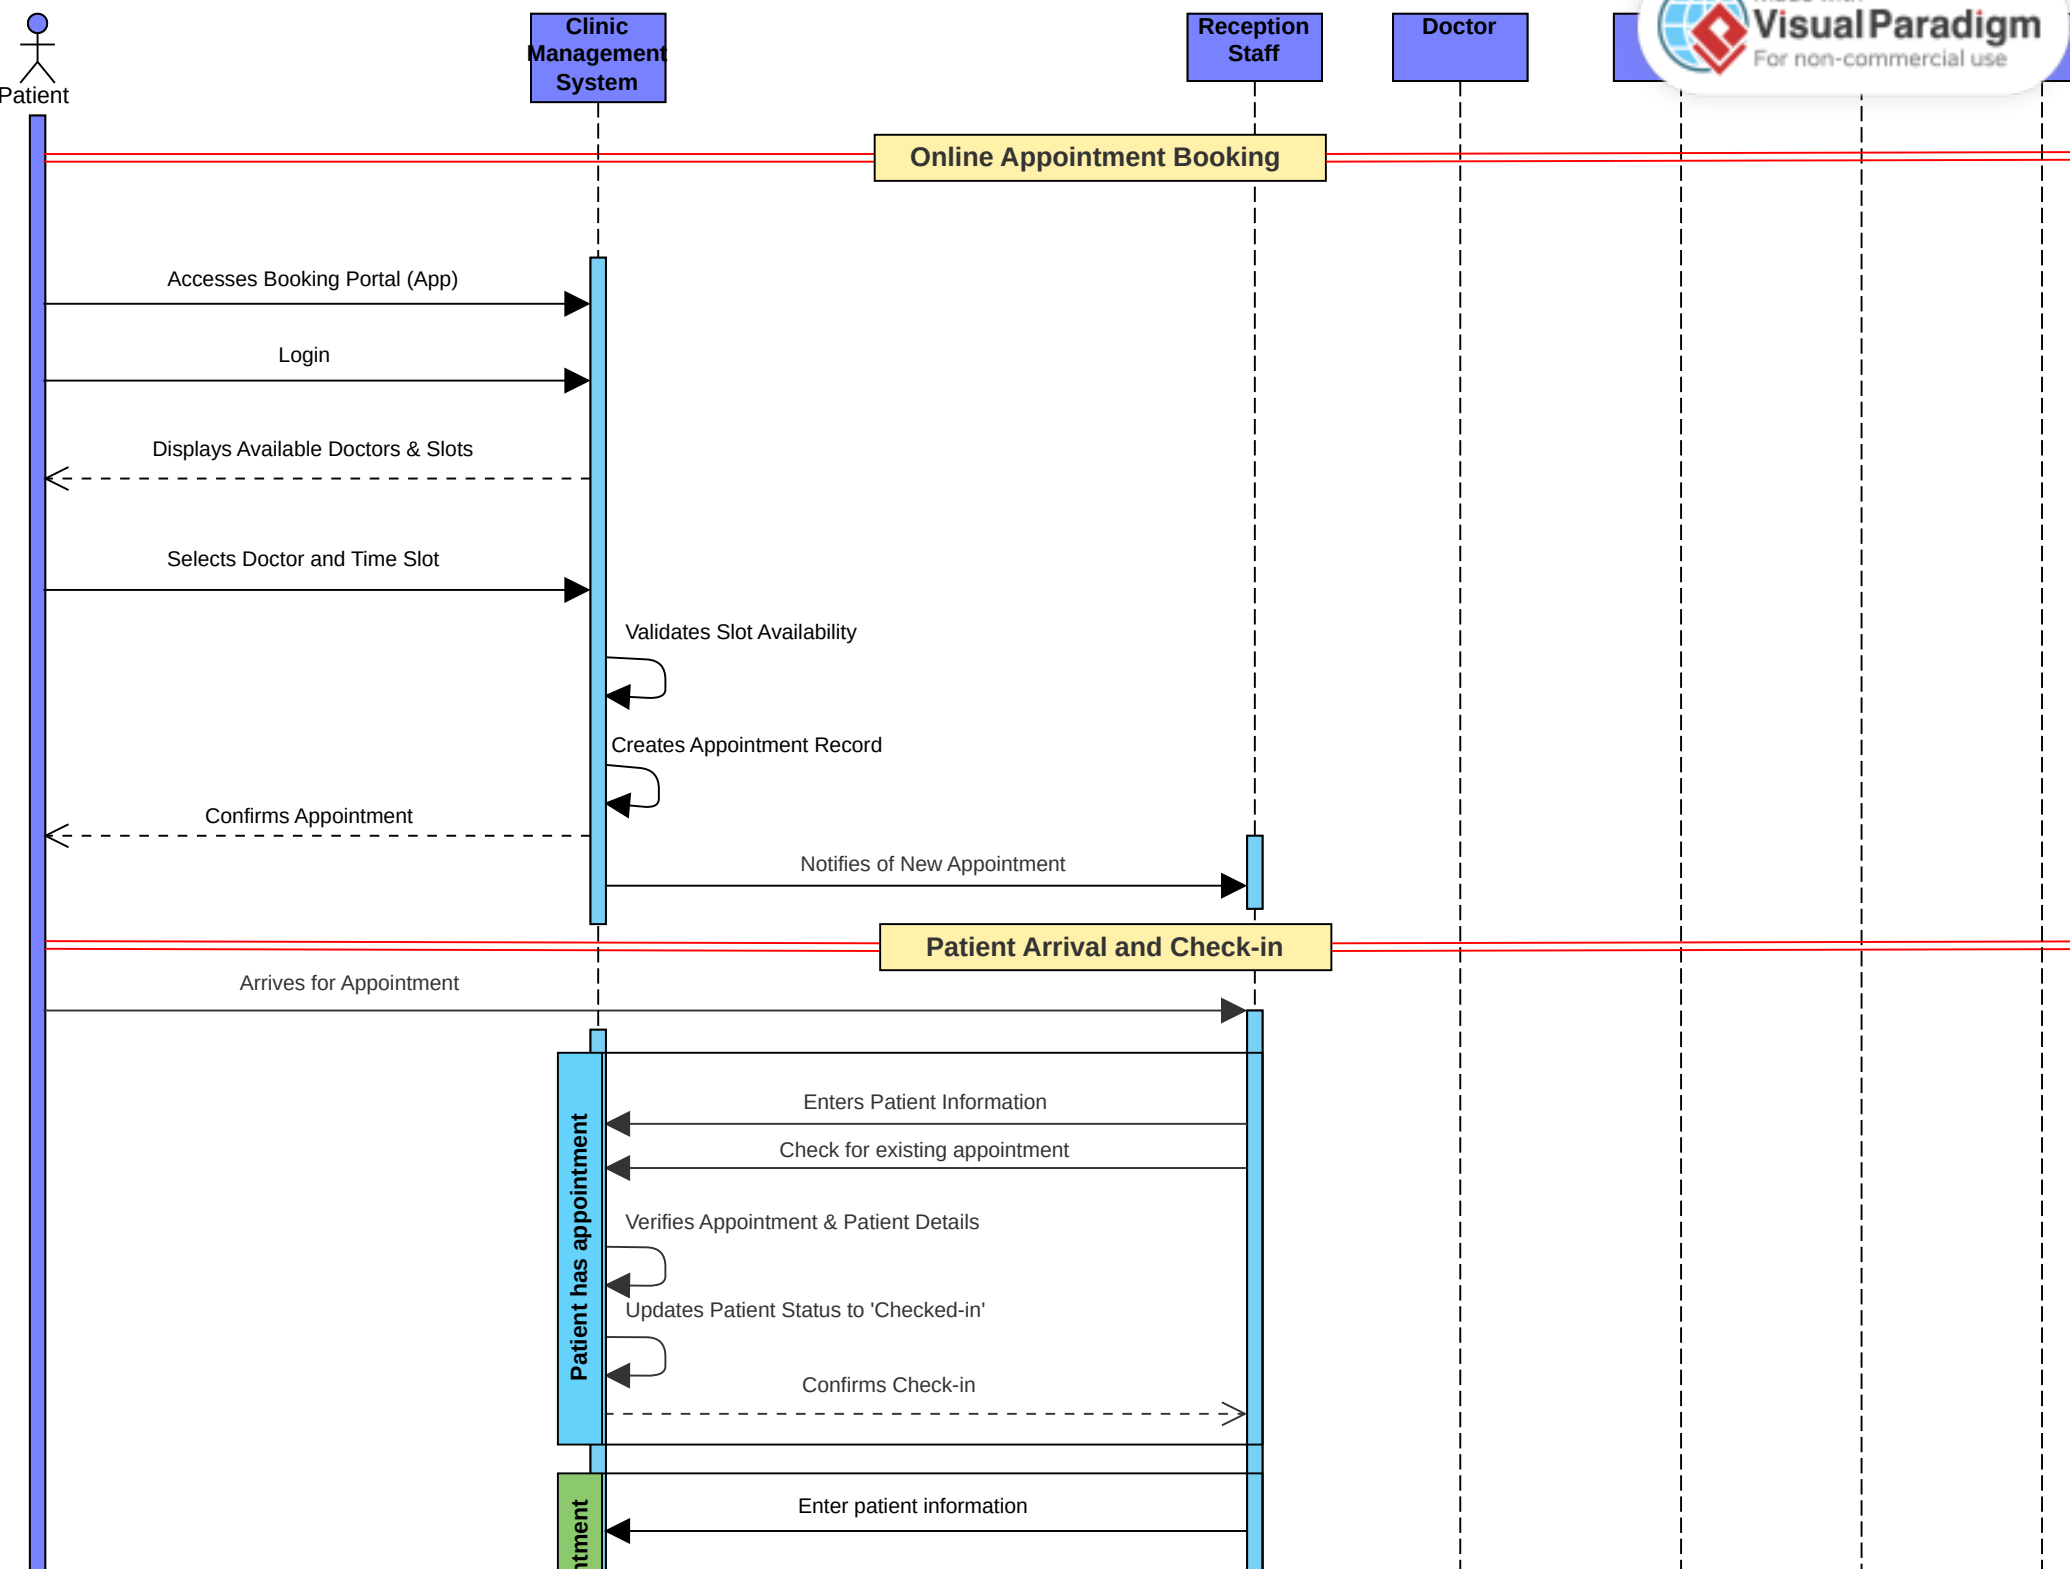 Patient
Clinic
Management
System
Reception
Staff
Doctor
VisualParadigm
For non-commercial use
Online Appointment Booking
Accesses Booking Portal (App)
Login
Displays Available Doctors & Slots
Selects Doctor and Time Slot
Validates Slot Availability
Creates Appointment Record
Confirms Appointment
Notifies of New Appointment
Patient Arrival and Check-in
Arrives for Appointment
Patient has appointment
Enters Patient Information
Check for existing appointment
Verifies Appointment & Patient Details
Updates Patient Status to 'Checked-in'
Confirms Check-in
Enter patient information